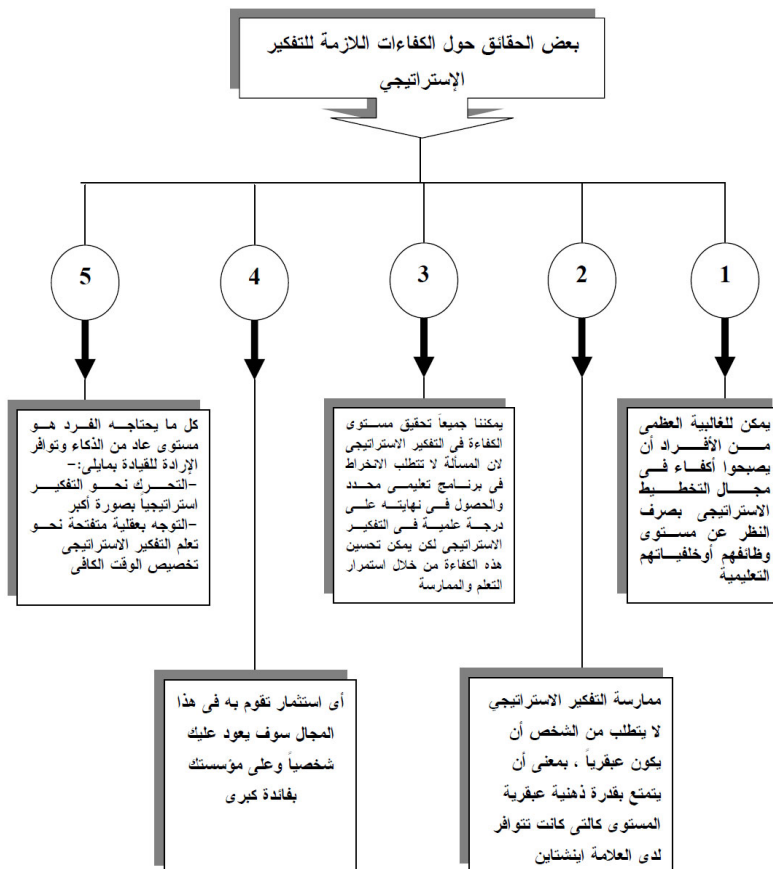 بعض الحقائق حول الكفاءات اللازمة للتفكير
الإستراتيجي
1
2
3
4
5
يمكن للغالبية العظمى
من الأفراد أن
يصبحوا أكفاء فى
مجال التخطيط
الاستراتيجى بصرف
النظر عن مستوى
وظائفهم أوخلفياتهم
التعليمية
ممارسة التفكير الاستراتيجي
لا يتطلب من الشخص أن
يكون عبقرياً ، بمعنى أن
يتمتع بقدرة ذهنية عبقرية
المستوى كالتى كانت تتوافر
لدى العلامة اينشتاين
يمكننا جميعاً تحقيق مستوى
الكفاءة فى التفكير الاستراتيجى
لان المسألة لا تتطلب الانخراط
فى برنامج تعليمى محدد
والحصول فى نهايته على
درجة علمية فى التفكير
الاستراتيجى لكن يمكن تحسين
هذه الكفاءة من خلال استمرار
التعلم والممارسة
أى استثمار تقوم به فى هذا
المجال سوف يعود عليك
شخصياً وعلى مؤسستك
بفائدة كبرى
كل ما يحتاجه الفرد هو
مستوى عاد من الذكاء وتوافر
الإرادة للقيادة بمايلى:-
-التحرك نحو التفكير
استراتيجياً بصورة أكبر
-التوجه بعقلية متفتحة نحو
تعلم التفكير الاستراتيجى
تخصيص الوقت الكافى